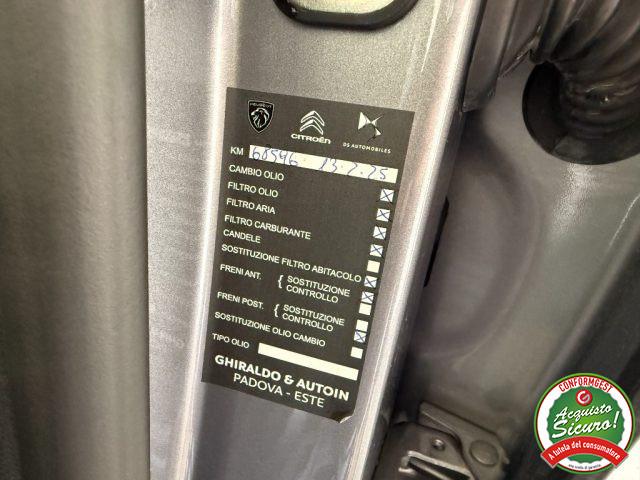 PEUGEOT
CITROËN
DS AUTOMOBILES
KM 68596 23.2.25
CAMBIO OLIO
FILTRO OLIO
FILTRO ARIA
FILTRO CARBURANTE
CANDELE
SOSTITUZIONE FILTRO ABITACOLO
FRENI ANT. { SOSTITUZIONE
CONTROLLO
FRENI POST. { SOSTITUZIONE
CONTROLLO
SOSTITUZIONE OLIO CAMBIO
TIPO OLIO
GHIRALDO & AUTOIN
PADOVA - ESTE
CONFORMGEST
Acquisto
Sicuro!
A tutela del consumatore